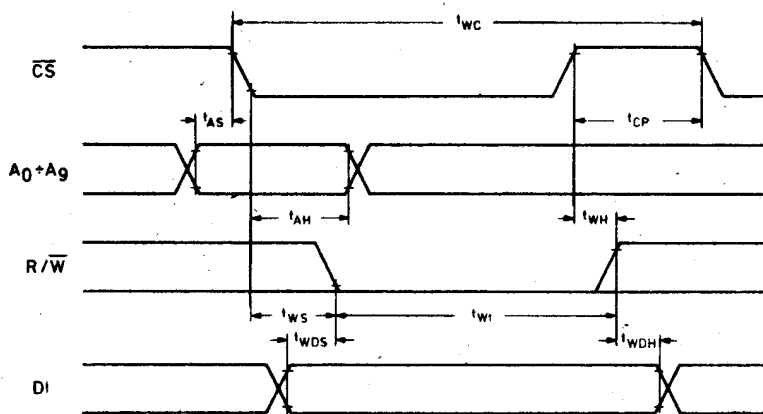 tWC
CS
tAS
tCP
A0÷A9
tAH
tWH
R/W
tWS
tW1
tWDS
tWDH
DI